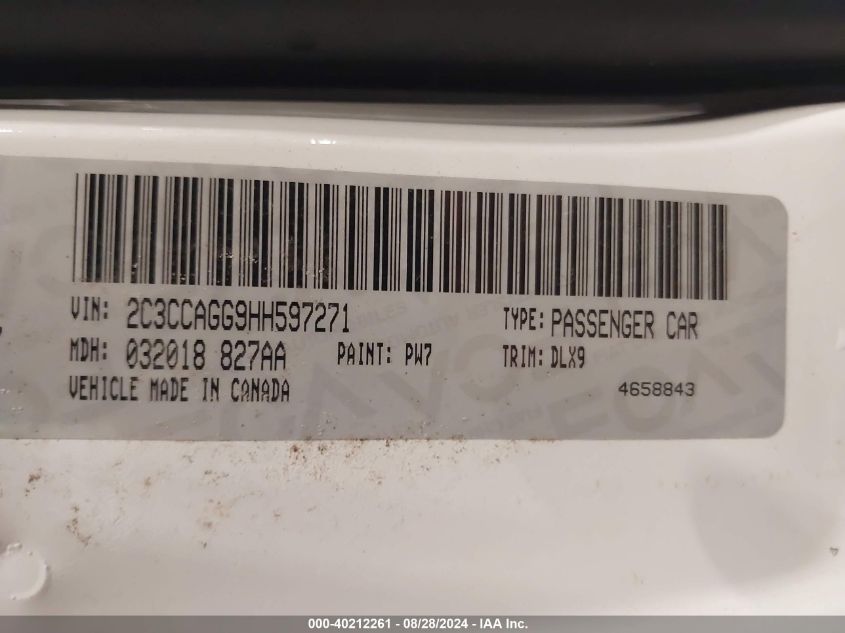 VIN: 2C3CCAGG9HH597271 TYPE: PASSENGER CAR
MDH: 032018 827AA PAINT: PW7 TRIM: DLX9
VEHICLE MADE IN CANADA 4658843
000-40212261 - 08/28/2024 - IAA Inc.